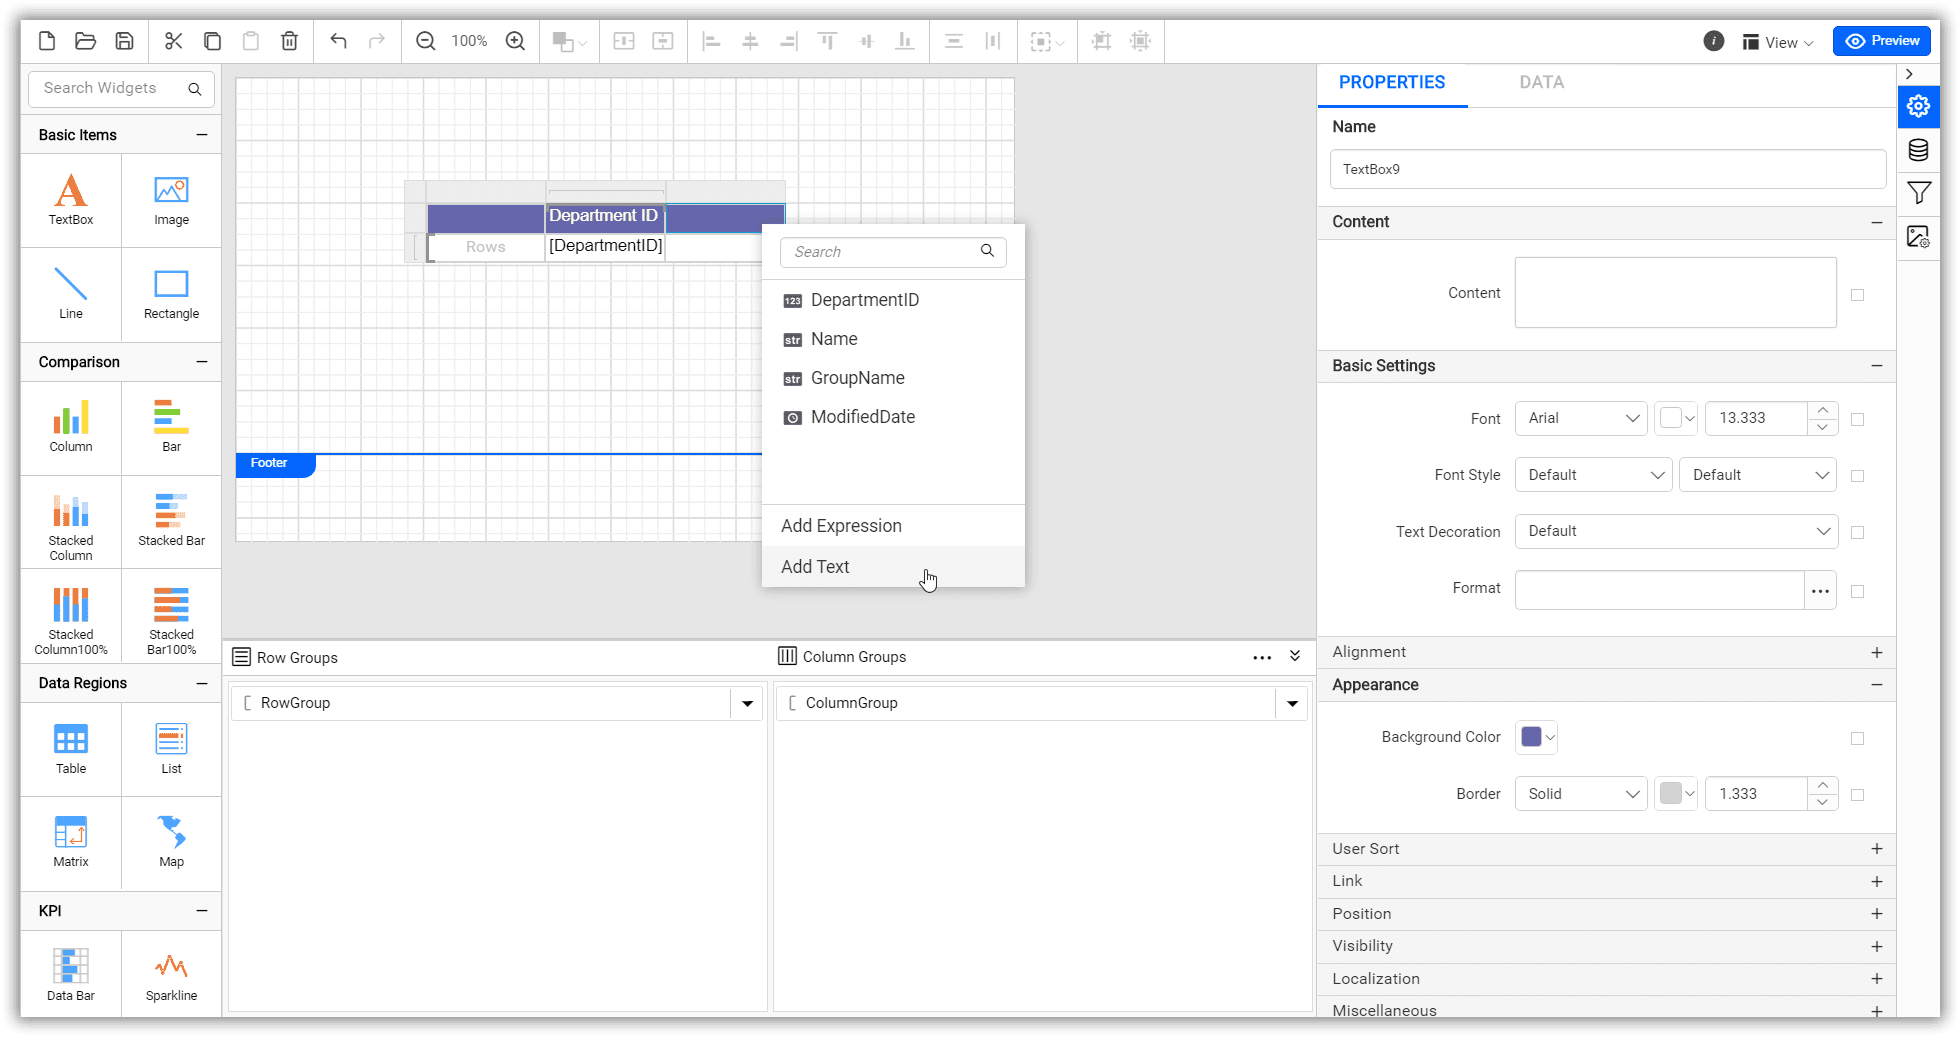 100%
i
View
Preview
Search Widgets
Basic Items
TextBox
Image
Line
Rectangle
Comparison
Column
Bar
Stacked
Column
Stacked Bar
Stacked
Column100%
Stacked
Bar100%
Data Regions
Table
List
Matrix
Map
KPI
Data Bar
Sparkline
Department ID
Rows
[DepartmentID]
Footer
Search
123 DepartmentID
str Name
str GroupName
ModifiedDate
Add Expression
Add Text
Row Groups
RowGroup
Column Groups
ColumnGroup
PROPERTIES
DATA
Name
TextBox9
Content
Content
Basic Settings
Font
Arial
13.333
Font Style
Default
Default
Text Decoration
Default
Format
Alignment
Appearance
Background Color
Border
Solid
1.333
User Sort
Link
Position
Visibility
Localization
Miscellaneous